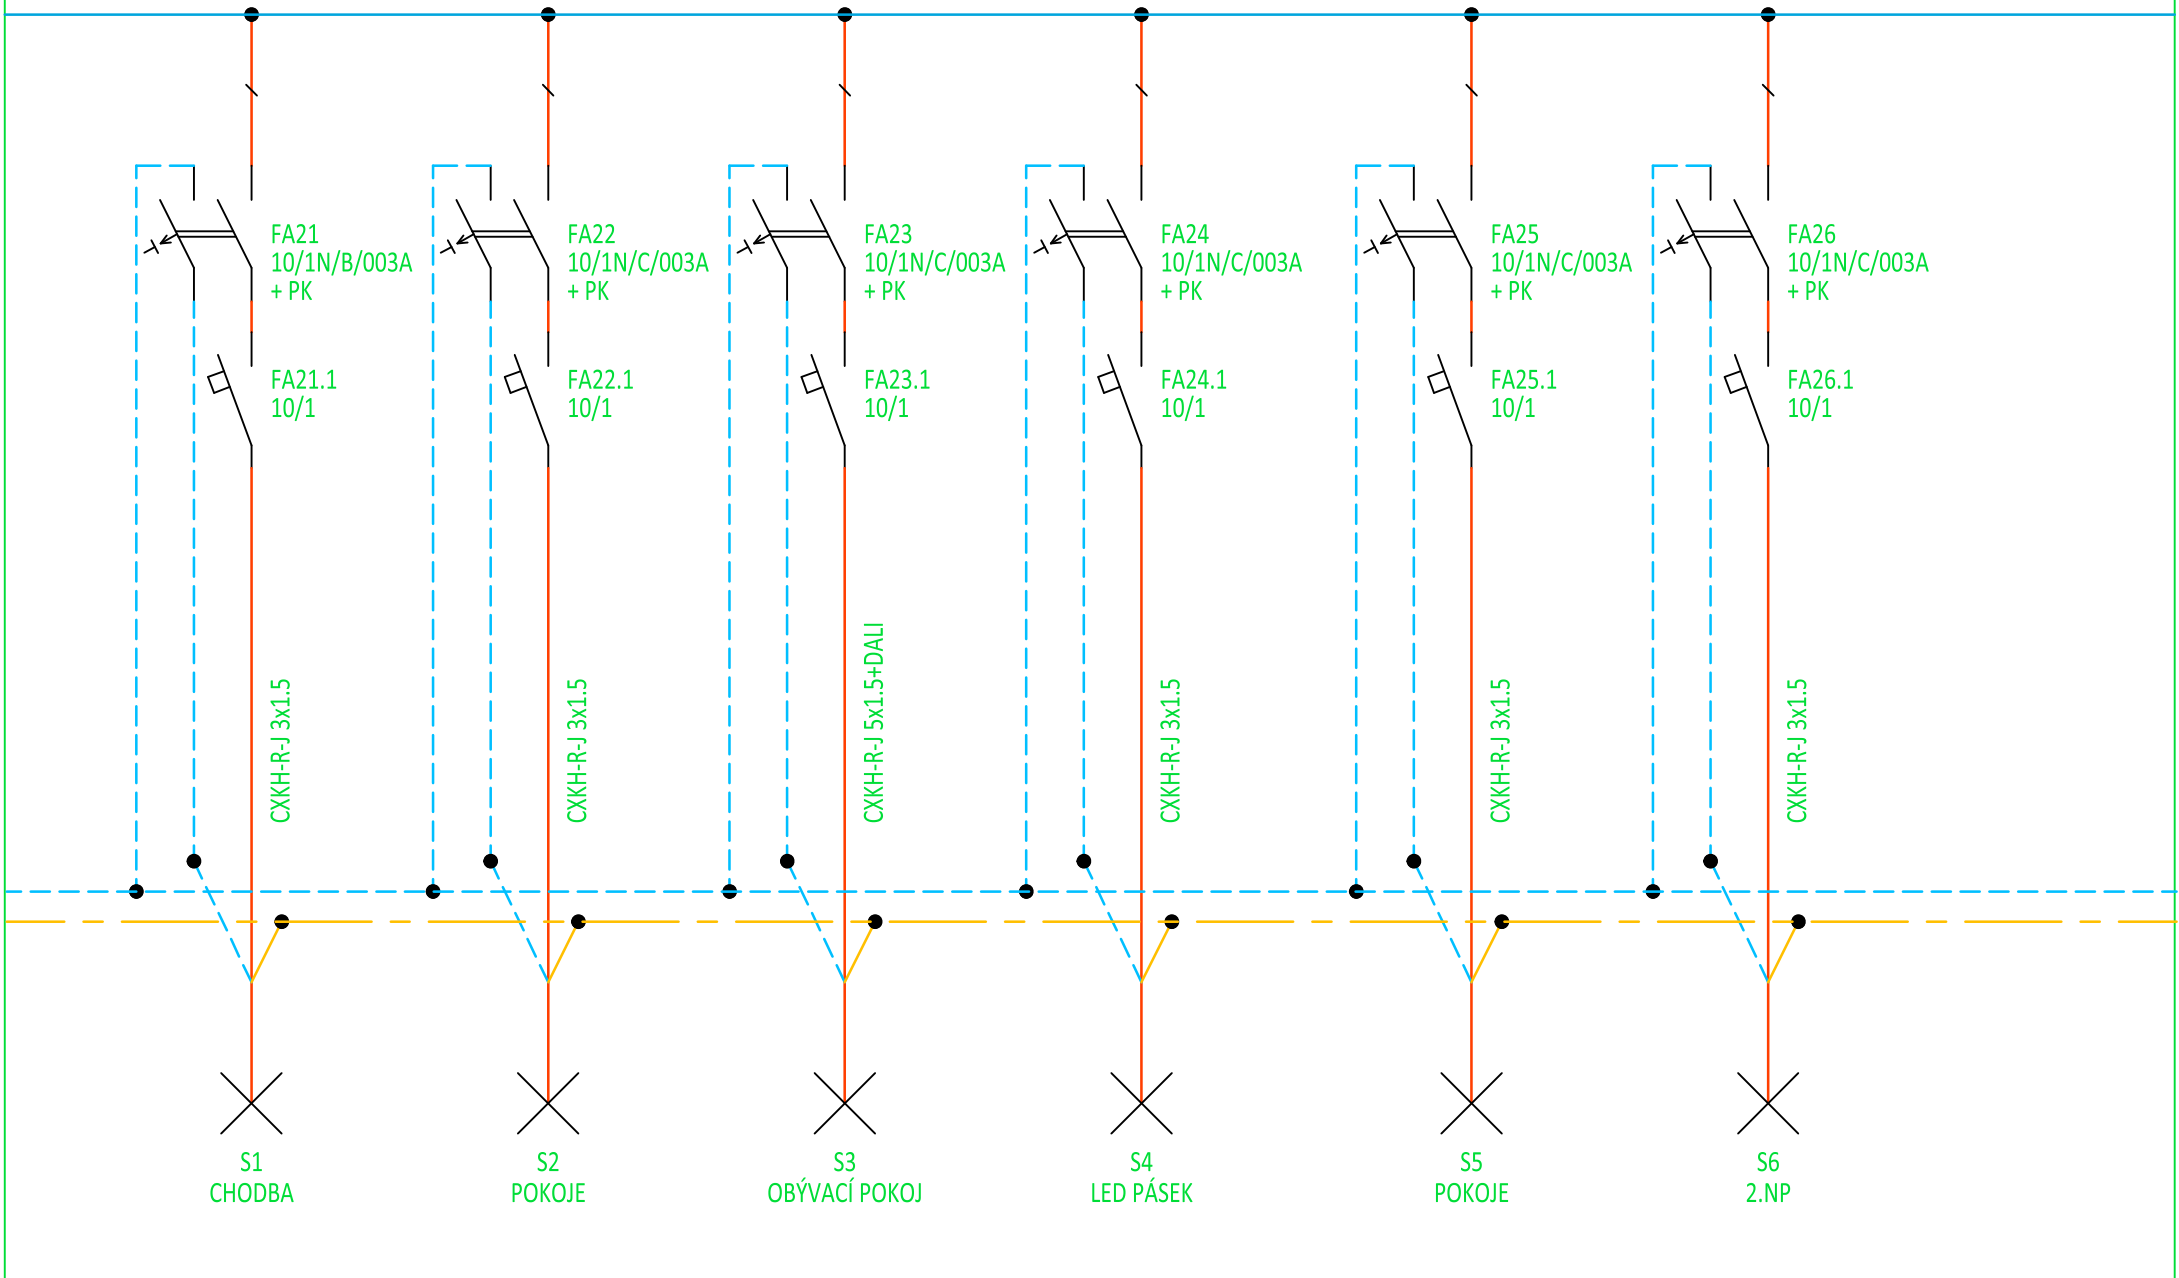 FA21
10/1N/B/003A
+ PK
FA22
10/1N/C/003A
+ PK
FA23
10/1N/C/003A
+ PK
FA24
10/1N/C/003A
+ PK
FA25
10/1N/C/003A
+ PK
FA26
10/1N/C/003A
+ PK
FA21.1
10/1
FA22.1
10/1
FA23.1
10/1
FA24.1
10/1
FA25.1
10/1
FA26.1
10/1
CXKH-R-J 3x1.5
CXKH-R-J 3x1.5
CXKH-R-J 5x1.5+DALI
CXKH-R-J 3x1.5
CXKH-R-J 3x1.5
CXKH-R-J 3x1.5
S1
CHODBA
S2
POKOJE
S3
OBÝVACÍ POKOJ
S4
LED PÁSEK
S5
POKOJE
S6
2.NP